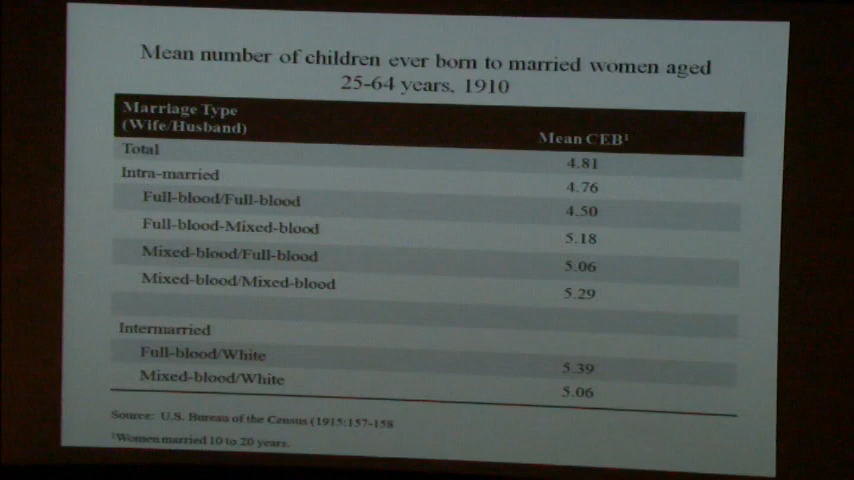 Mean number of children ever born to married women aged
25-64 years, 1910
Marriage Type
(Wife/Husband) Mean CEB¹
Total 4.81
Intra-married 4.76
Full-blood/Full-blood 4.50
Full-blood-Mixed-blood 5.18
Mixed-blood/Full-blood 5.06
Mixed-blood/Mixed-blood 5.29
Intermarried
Full-blood/White 5.39
Mixed-blood/White 5.06
Source: U.S. Bureau of the Census (1915:157-158
¹Women married 10 to 20 years.